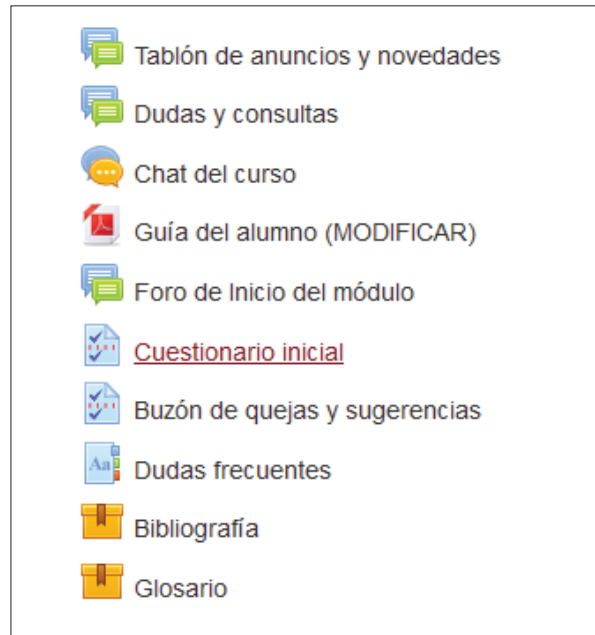 Tablón de anuncios y novedades
Dudas y consultas
Chat del curso
Guía del alumno (MODIFICAR)
Foro de Inicio del módulo
Cuestionario inicial
Buzón de quejas y sugerencias
Aa
Dudas frecuentes
Bibliografía
Glosario